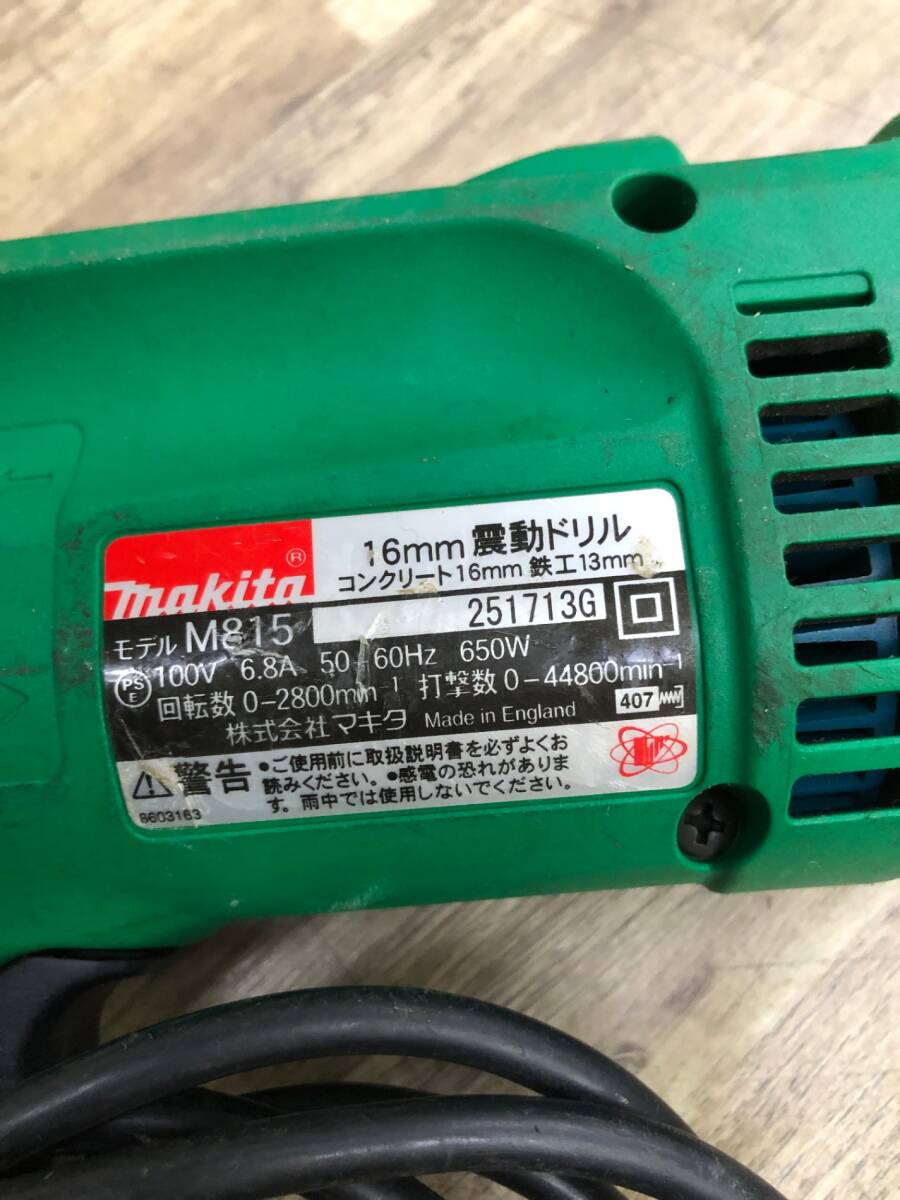 makita®
16mm 震動ドリル
コンクリート16mm 鉄工13mm
モデル M815 251713G
PSE 100V 6.8A 50-60Hz 650W
回転数 0-2800min-1 打撃数 0-44800min-1
株式会社マキタ Made in England 407
警告 •ご使用前に取扱説明書を必ずよくお
読みください。•感電の恐れがありま
す。雨中では使用しないでください。
8603163